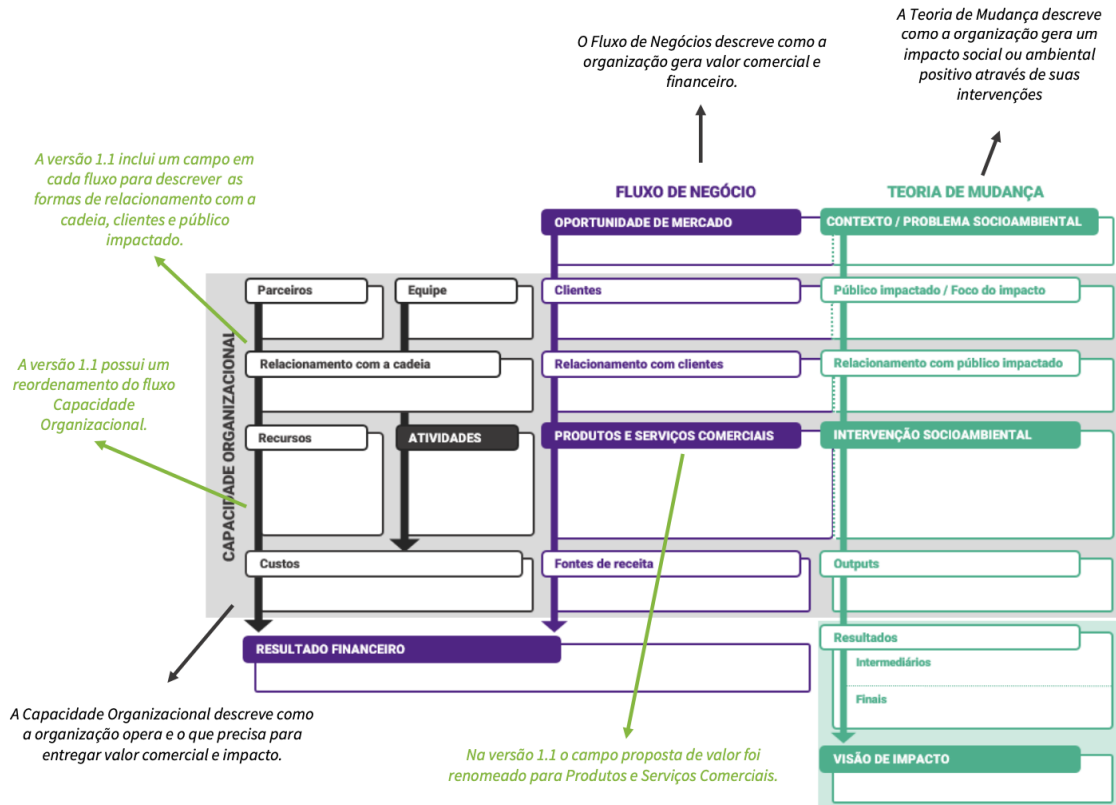 A Teoria de Mudança descreve
como a organização gera um
impacto social ou ambiental
positivo através de suas
intervenções
O Fluxo de Negócios descreve como a
organização gera valor comercial e
financeiro.
A versão 1.1 inclui um campo em
cada fluxo para descrever as
formas de relacionamento com a
cadeia, clientes e público
impactado.
FLUXO DE NEGÓCIO
TEORIA DE MUDANÇA
OPORTUNIDADE DE MERCADO
CONTEXTO / PROBLEMA SOCIOAMBIENTAL
CAPACIDADE ORGANIZACIONAL
Parceiros
Equipe
Clientes
Público impactado / Foco do impacto
A versão 1.1 possui um
reordenamento do fluxo
Capacidade
Organizacional.
Relacionamento com a cadeia
Relacionamento com clientes
Relacionamento com público impactado
Recursos
ATIVIDADES
PRODUTOS E SERVIÇOS COMERCIAIS
INTERVENÇÃO SOCIOAMBIENTAL
Custos
Fontes de receita
Outputs
RESULTADO FINANCEIRO
Resultados
Intermediários
Finais
A Capacidade Organizacional descreve como
a organização opera e o que precisa para
entregar valor comercial e impacto.
Na versão 1.1 o campo proposta de valor foi
renomeado para Produtos e Serviços Comerciais.
VISÃO DE IMPACTO